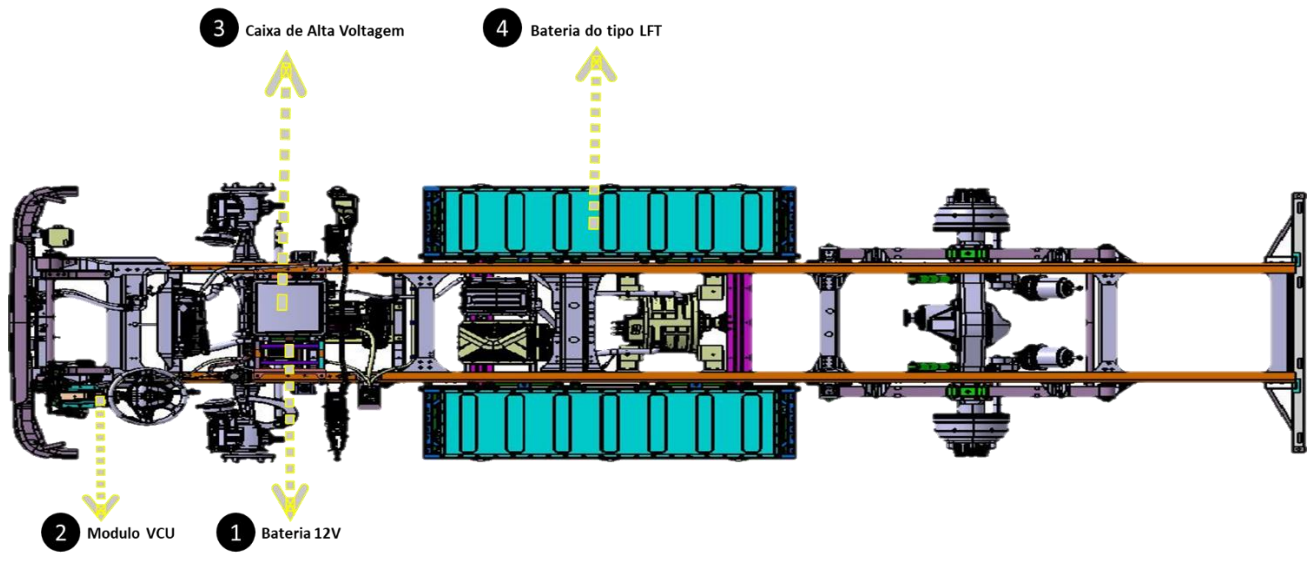 3 Caixa de Alta Voltagem
4 Bateria do tipo LFT
2 Modulo VCU
1 Bateria 12V